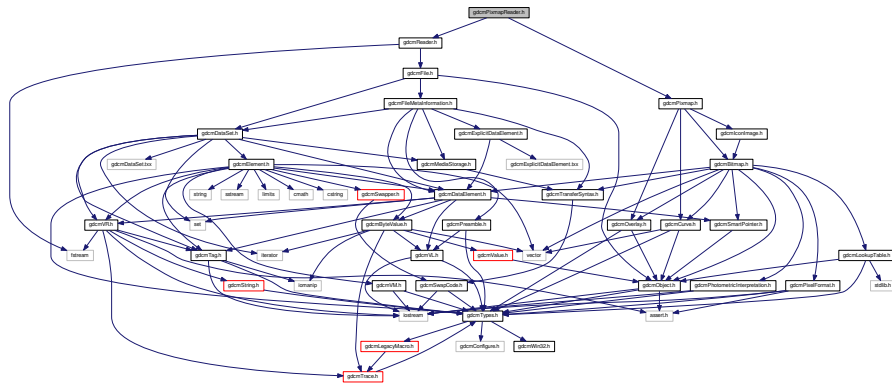 gdcmPixmapReader.h
gdcmReader.h
gdcmFile.h
gdcmFileMetaInformation.h
gdcmPixmap.h
gdcmDataSet.h
gdcmExplicitDataElement.h
gdcmIconImage.h
gdcmDataSet.txx
gdcmElement.h
gdcmMediaStorage.h
gdcmExplicitDataElement.txx
gdcmBitmap.h
string
sstream
limits
cmath
cstring
gdcmSwapper.h
gdcmDataElement.h
gdcmTransferSyntax.h
gdcmVR.h
set
gdcmByteValue.h
gdcmPreamble.h
gdcmOverlay.h
gdcmCurve.h
gdcmSmartPointer.h
fstream
gdcmTag.h
iterator
gdcmVL.h
gdcmValue.h
vector
gdcmLookupTable.h
gdcmString.h
iomanip
gdcmVM.h
gdcmSwapCode.h
gdcmObject.h
gdcmPhotometricInterpretation.h
gdcmPixelFormat.h
stdlib.h
iostream
gdcmTypes.h
assert.h
gdcmLegacyMacro.h
gdcmConfigure.h
gdcmWin32.h
gdcmTrace.h